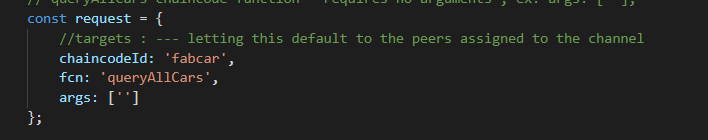 // queryAllCars chaincode function - requires no arguments , ex: args: [''],
const request = {
//targets : --- letting this default to the peers assigned to the channel
chaincodeId: 'fabcar',
fcn: 'queryAllCars',
args: ['']
};